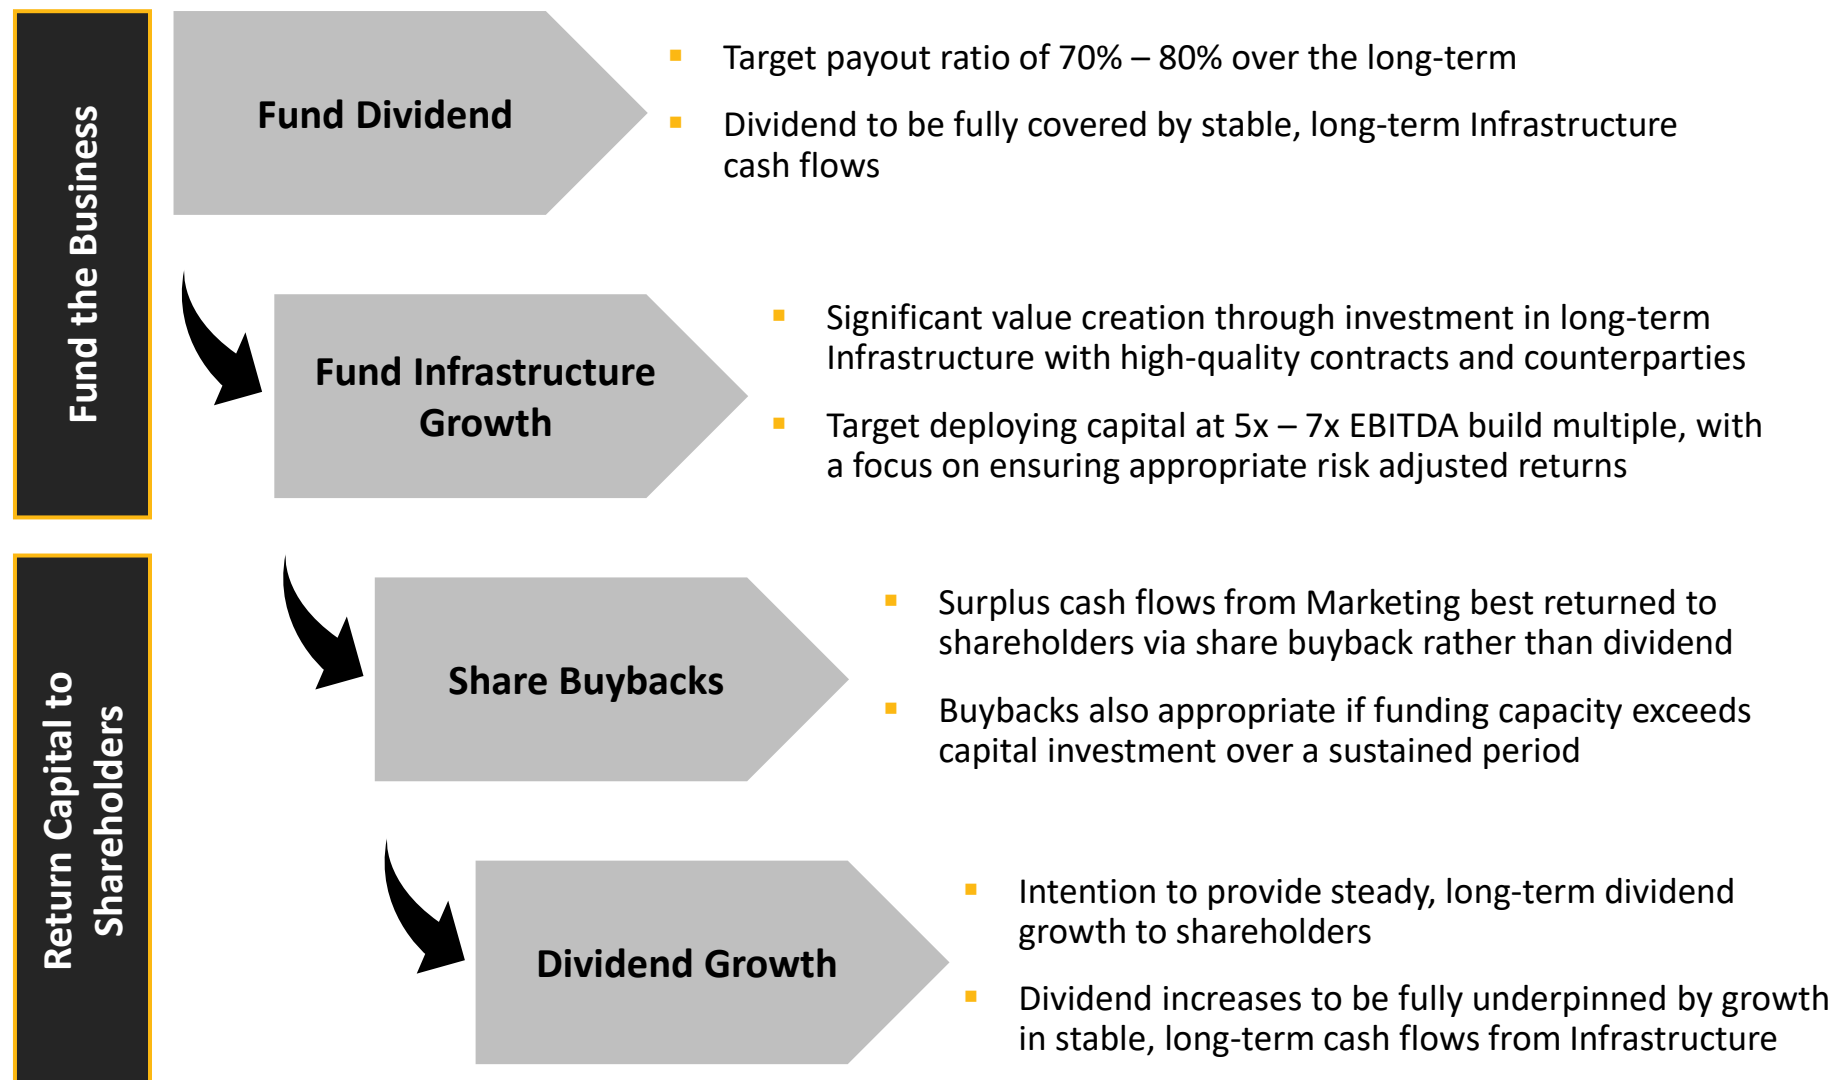 Fund the Business
Fund Dividend
▪ Target payout ratio of 70% – 80% over the long-term
▪ Dividend to be fully covered by stable, long-term Infrastructure
cash flows
Fund Infrastructure
Growth
▪ Significant value creation through investment in long-term
Infrastructure with high-quality contracts and counterparties
▪ Target deploying capital at 5x – 7x EBITDA build multiple, with
a focus on ensuring appropriate risk adjusted returns
Return Capital to
Shareholders
Share Buybacks
▪ Surplus cash flows from Marketing best returned to
shareholders via share buyback rather than dividend
▪ Buybacks also appropriate if funding capacity exceeds
capital investment over a sustained period
Dividend Growth
▪ Intention to provide steady, long-term dividend
growth to shareholders
▪ Dividend increases to be fully underpinned by growth
in stable, long-term cash flows from Infrastructure